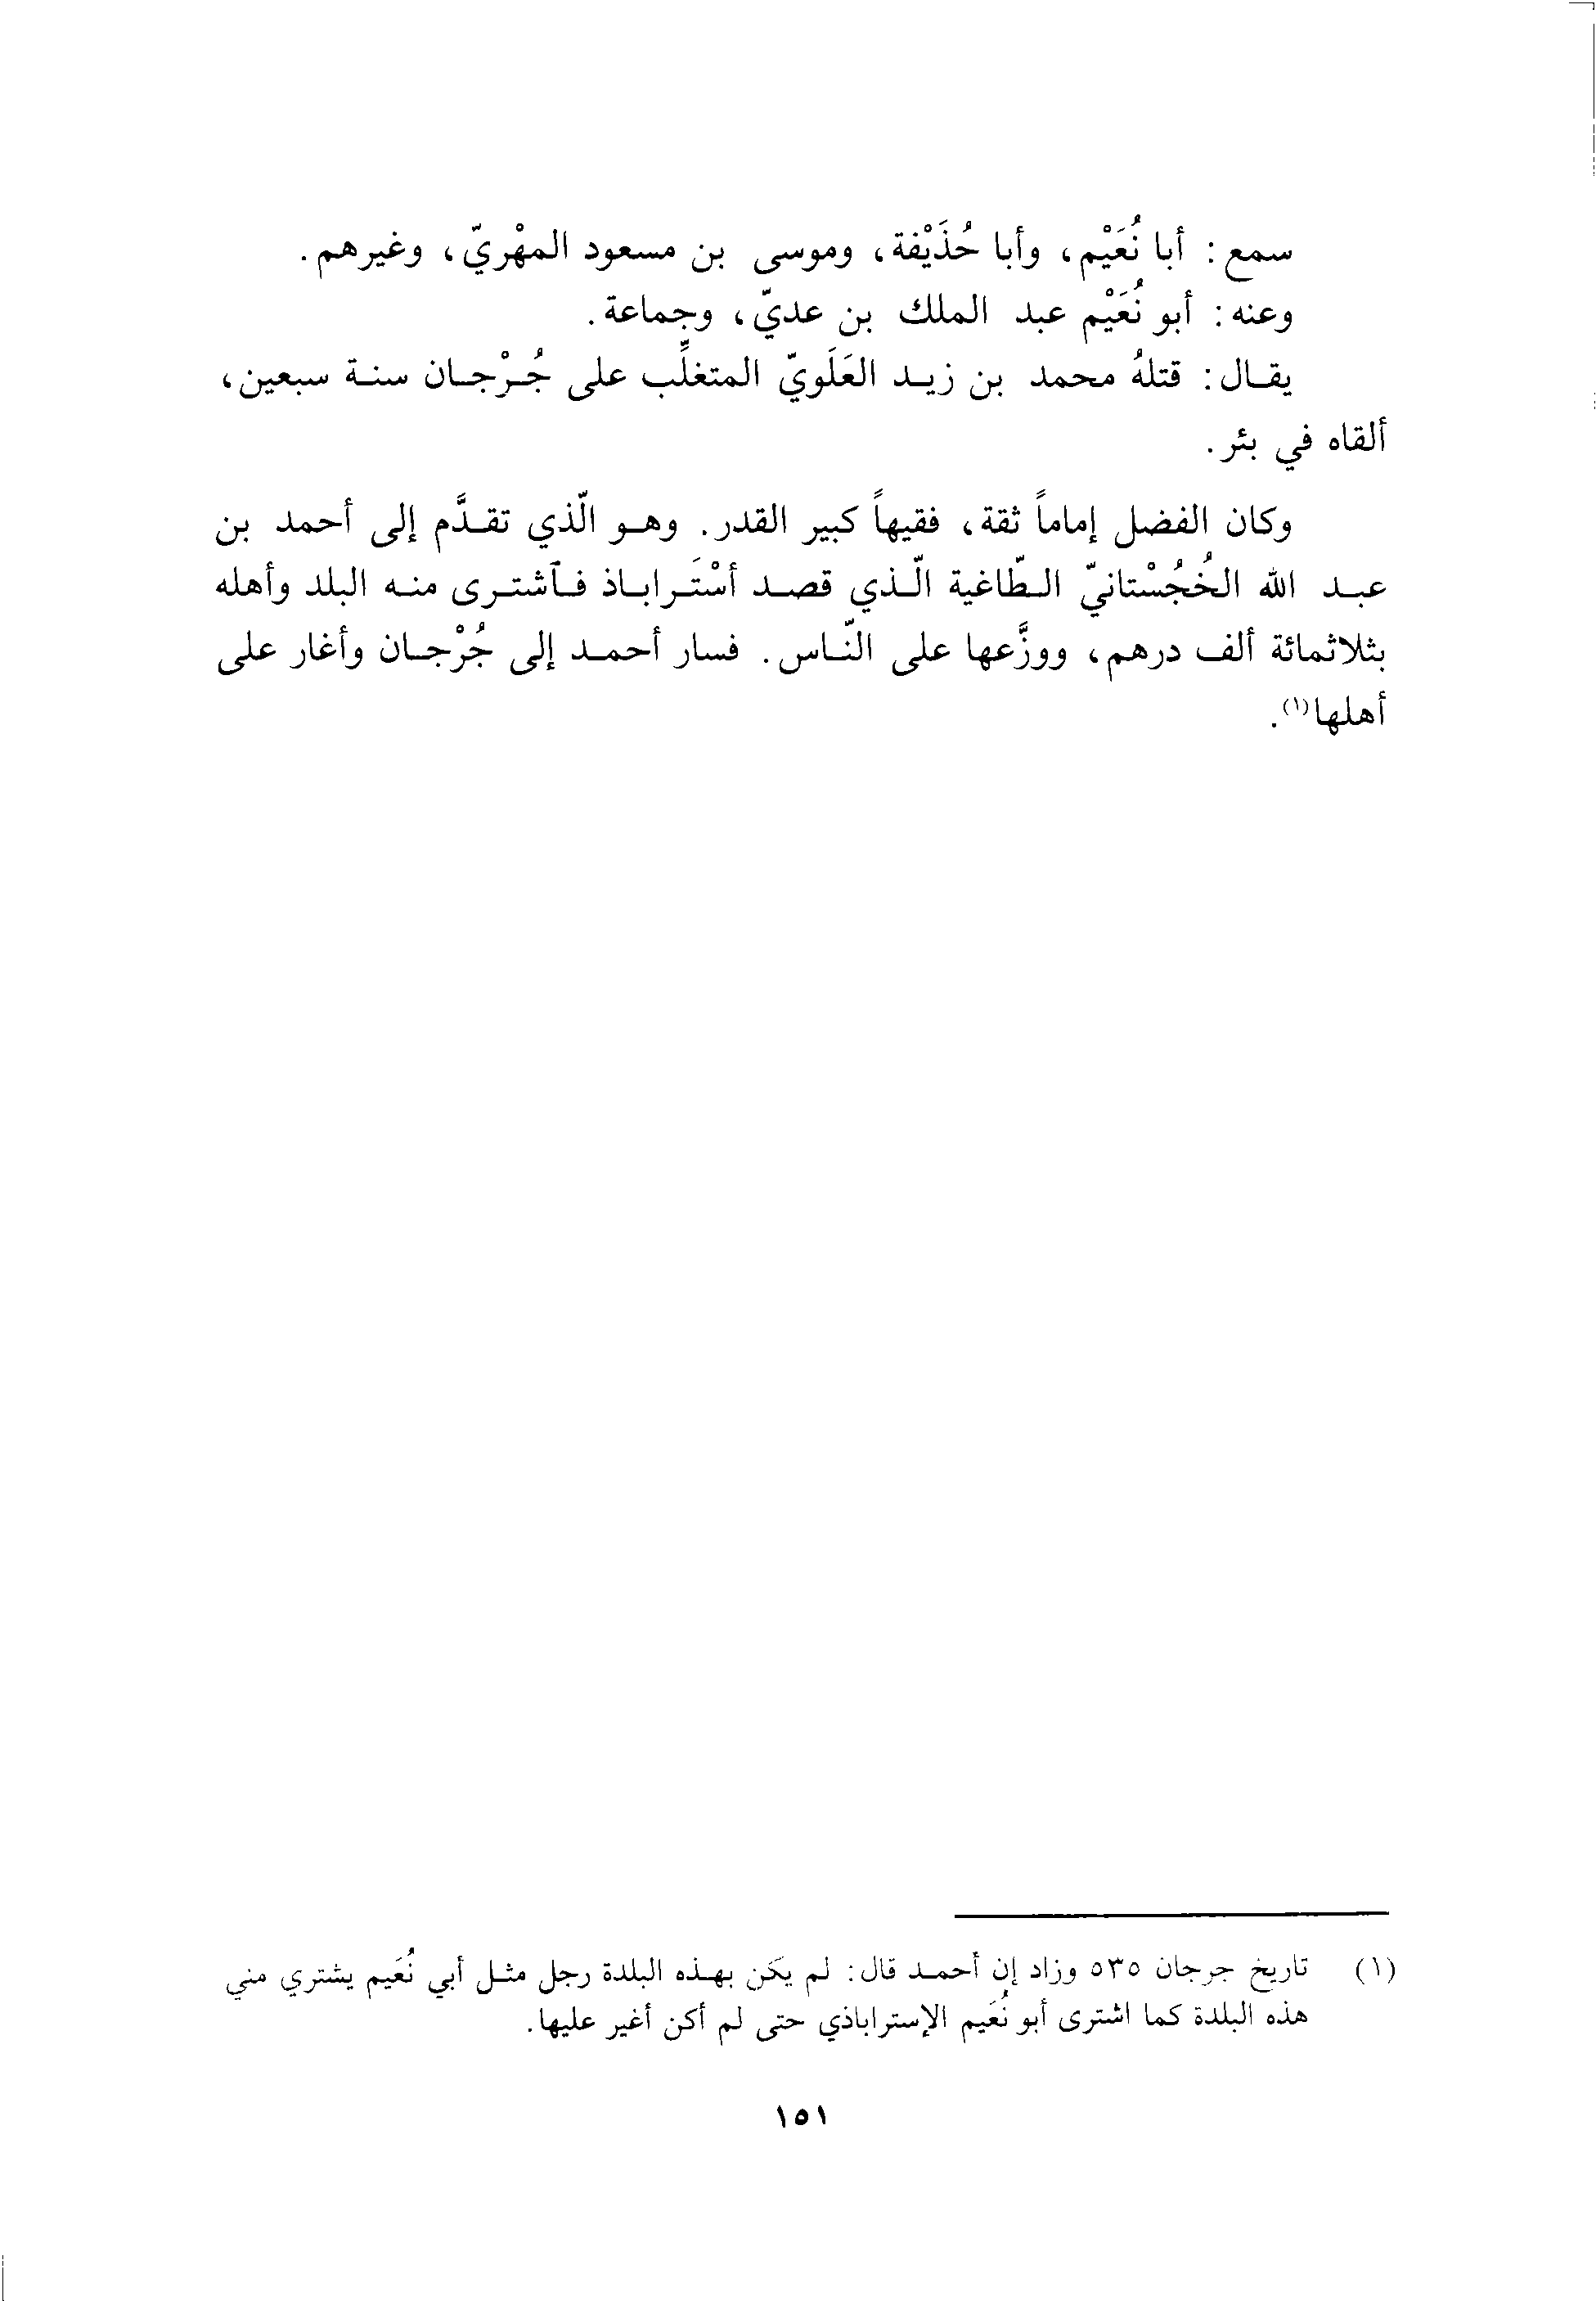 سمع: أبا نُعَيْم، وأبا حُذَيْفة، وموسى بن مسعود المهْريّ، وغيرهم.
وعنه: أبو نُعَيْم عبد الملك بن عديّ، وجماعة.
يقال: قتلهُ محمد بن زيد العَلَويّ المتغلِّب على جُرْجان سنة سبعين،
ألقاه في بئر.
وكان الفضل إماماً ثقة، فقيهاً كبير القدر. وهو الّذي تقدَّم إلى أحمد بن
عبد الله الخُجُسْتانيّ الطّاغية الّذي قصد أسْتَراباذ فٱشترى منه البلد وأهله
بثلاثمائة ألف درهم، ووزَّعها على النّاس. فسار أحمد إلى جُرْجان وأغار على
أهلها(١).
(١) تاريخ جرجان ٥٣٥ وزاد إن أحمد قال: لم يكن بهذه البلدة رجل مثل أبي نُعَيم يشتري مني
هذه البلدة كما اشترى أبو نُعَيم الإستراباذي حتى لم أكن أغير عليها.
١٥١